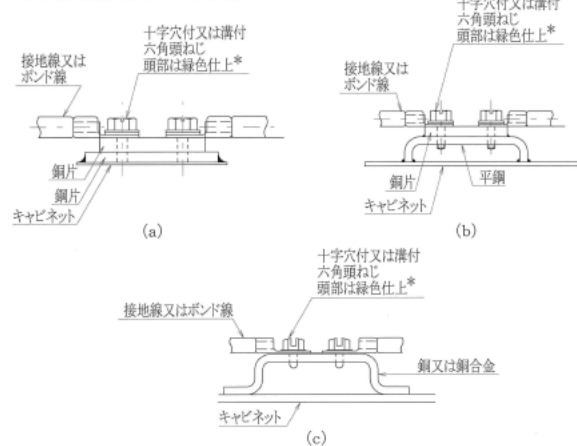 十字穴付又は溝付
六角頭ねじ
頭部は緑色仕上*
接地線又は
ボンド線
銅片
鋼片
キャビネット
(a)
十字穴付又は溝付
六角頭ねじ
頭部は緑色仕上*
接地線又は
ボンド線
銅片
平鋼
キャビネット
(b)
十字穴付又は溝付
六角頭ねじ
頭部は緑色仕上*
接地線又はボンド線
銅又は銅合金
キャビネット
(c)